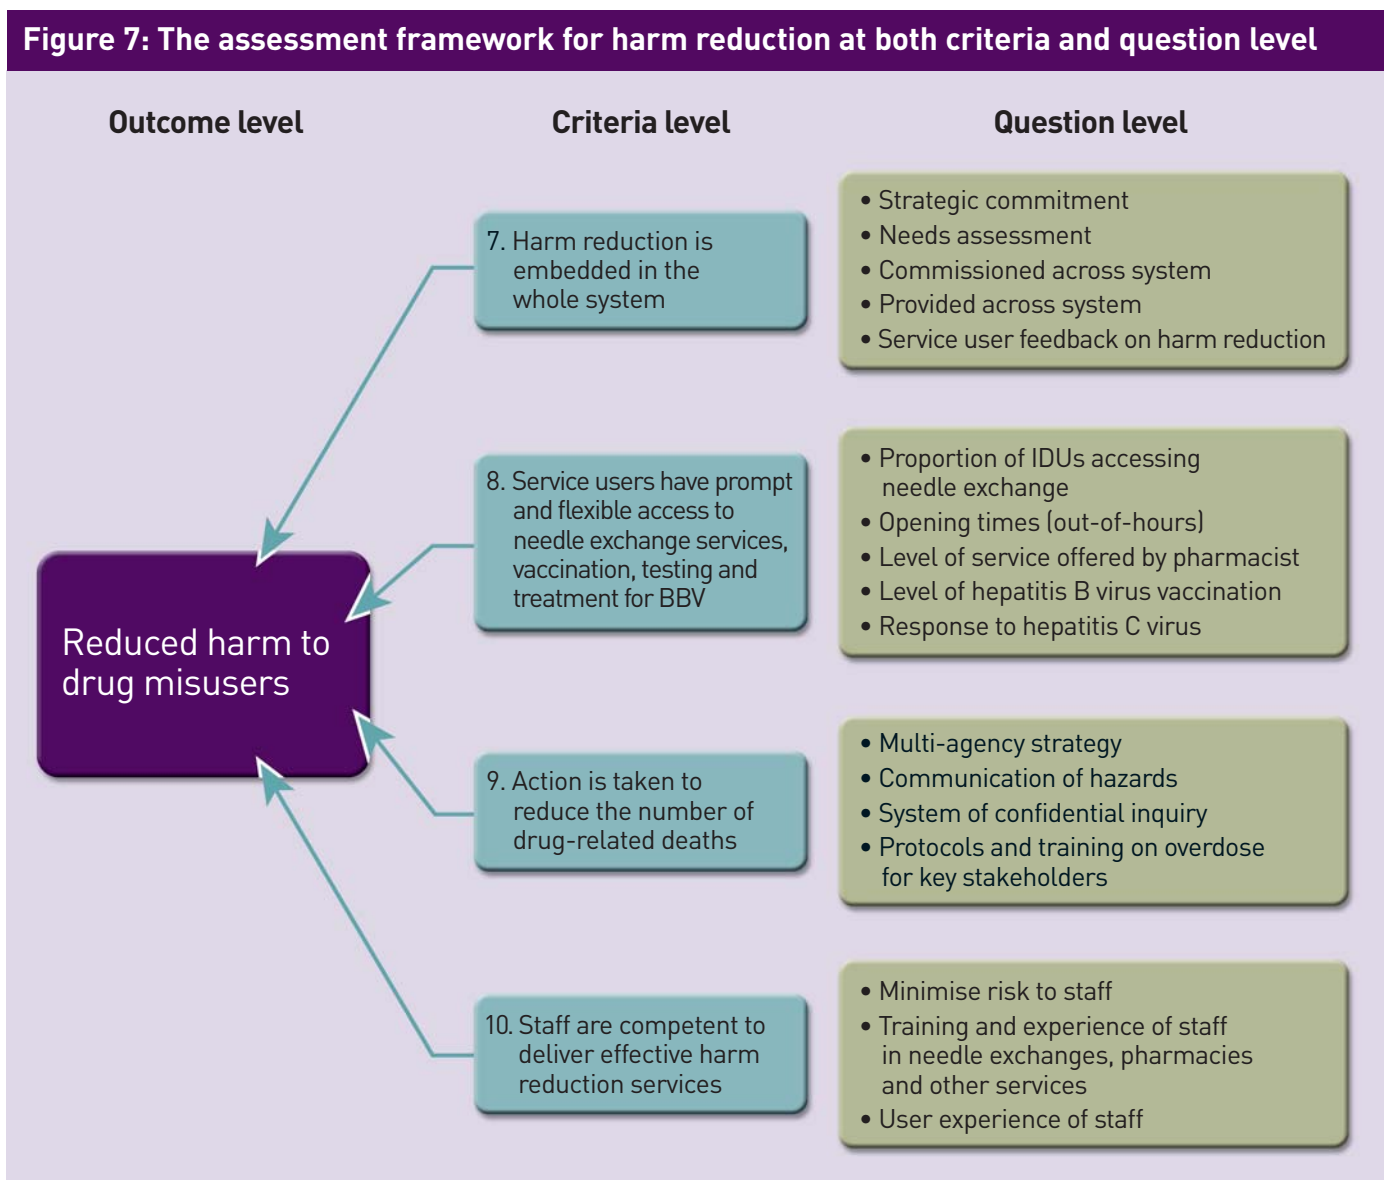 Figure 7: The assessment framework for harm reduction at both criteria and question level
Outcome level
Criteria level
Question level
Reduced harm to
drug misusers
7. Harm reduction is
embedded in the
whole system
• Strategic commitment
• Needs assessment
• Commissioned across system
• Provided across system
• Service user feedback on harm reduction
8. Service users have prompt
and flexible access to
needle exchange services,
vaccination, testing and
treatment for BBV
• Proportion of IDUs accessing
needle exchange
• Opening times (out-of-hours)
• Level of service offered by pharmacist
• Level of hepatitis B virus vaccination
• Response to hepatitis C virus
9. Action is taken to
reduce the number of
drug-related deaths
• Multi-agency strategy
• Communication of hazards
• System of confidential inquiry
• Protocols and training on overdose
for key stakeholders
10. Staff are competent to
deliver effective harm
reduction services
• Minimise risk to staff
• Training and experience of staff
in needle exchanges, pharmacies
and other services
• User experience of staff